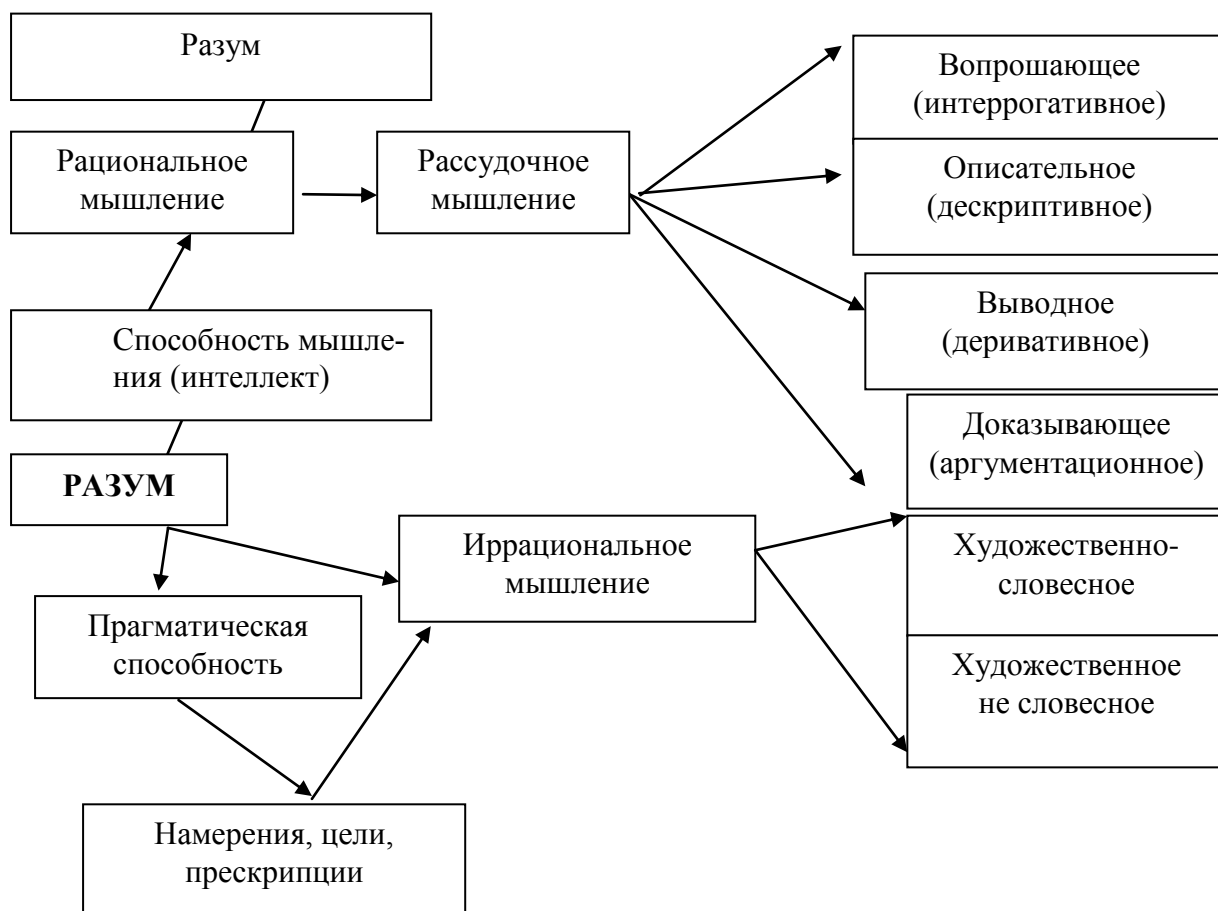 Разум
Вопрошающее
(интеррогативное)
Рациональное
мышление
Рассудочное
мышление
Описательное
(дескриптивное)
Выводное
(деривативное)
Способность мышле-
ния (интеллект)
Доказывающее
(аргументационное)
РАЗУМ
Иррациональное
мышление
Художественно-
словесное
Прагматическая
способность
Художественное
не словесное
Намерения, цели,
прескрипции